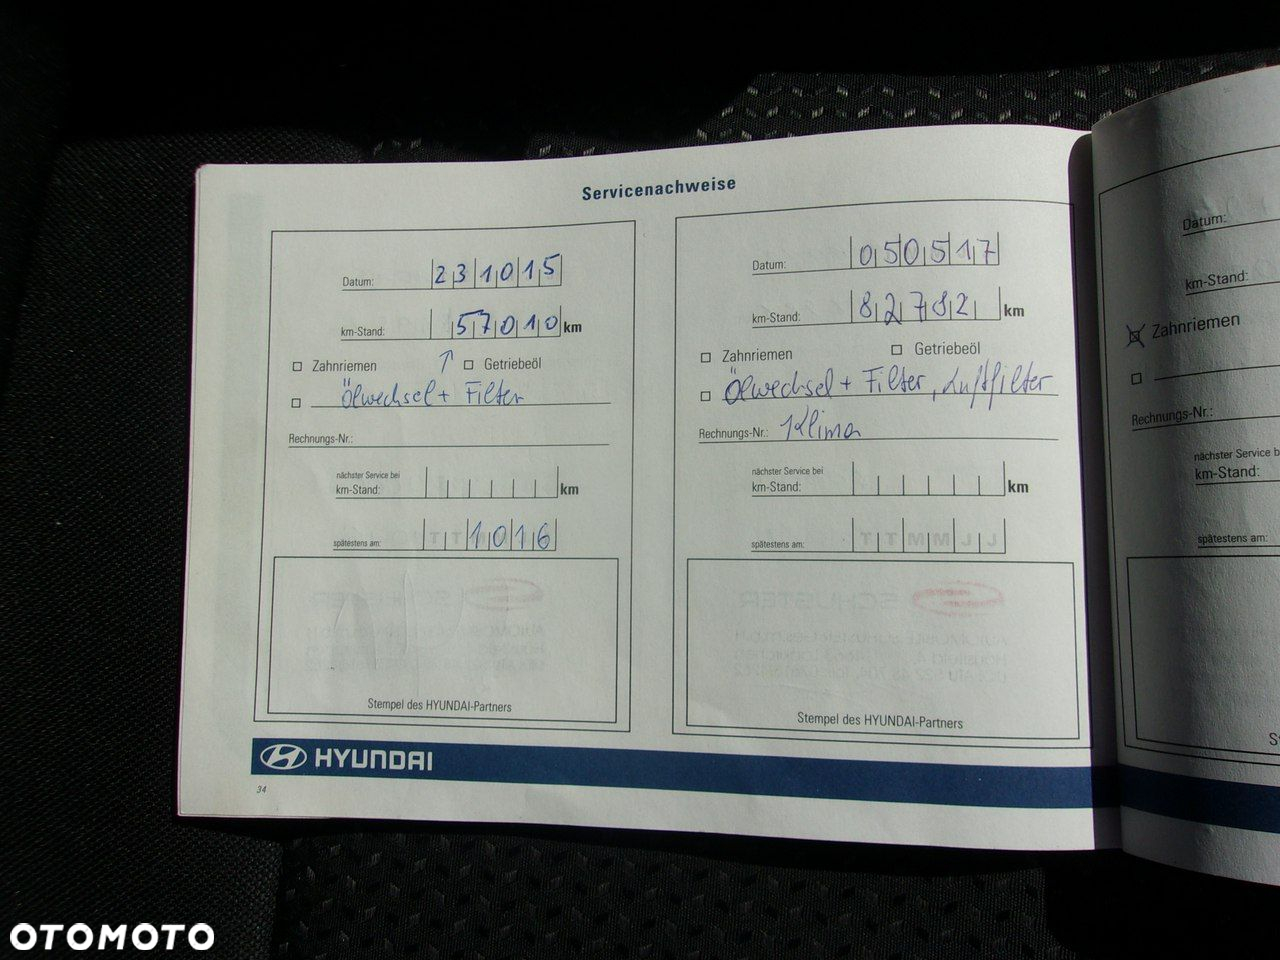 Servicenachweise
Datum: 231015
km-Stand: 57010 km
Zahnriemen ↑ Getriebeöl
Ölwechsel + Filter
Rechnungs-Nr.:
nächster Service bei
km-Stand: km
spätestens am: 1016
Stempel des HYUNDAI-Partners
Datum: 050517
km-Stand: 82782 km
Zahnriemen Getriebeöl
Ölwechsel + Filter, Luftfilter
Rechnungs-Nr.: Klima
nächster Service bei
km-Stand: km
spätestens am:
Stempel des HYUNDAI-Partners
HYUNDAI
34
Datum:
km-Stand:
Zahnriemen
Rechnungs-Nr.:
nächster Service b
km-Stand:
spätestens am:
OTOMOTO